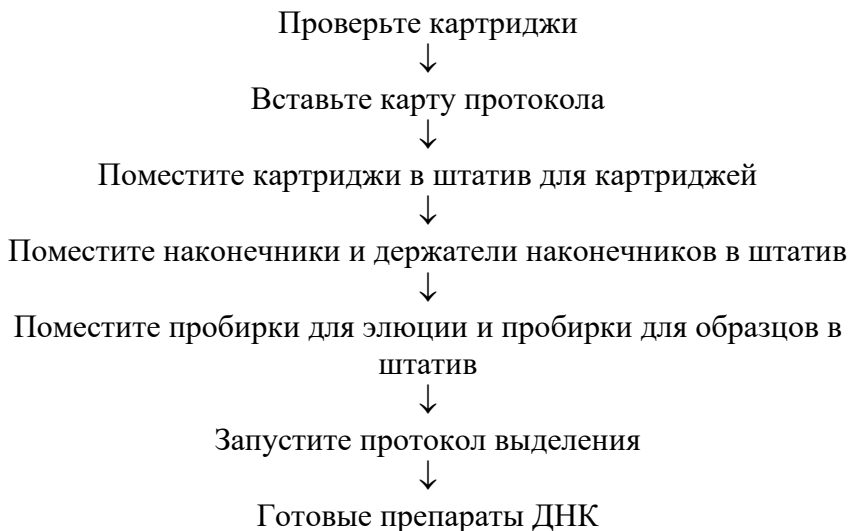 Проверьте картриджи
↓
Вставьте карту протокола
↓
Поместите картриджи в штатив для картриджей
↓
Поместите наконечники и держатели наконечников в штатив
↓
Поместите пробирки для элюции и пробирки для образцов в
штатив
↓
Запустите протокол выделения
↓
Готовые препараты ДНК